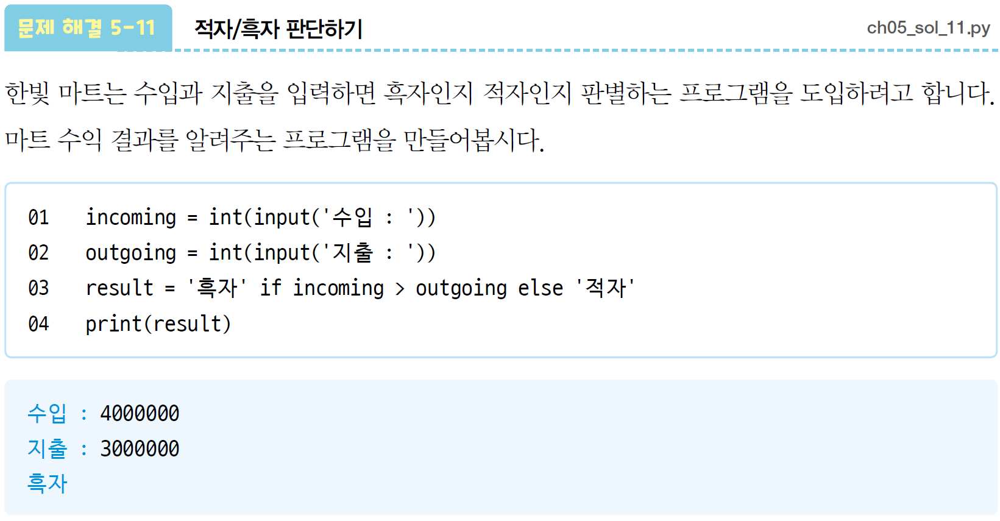 문제 해결 5-11 적자/흑자 판단하기 ch05_sol_11.py
한빛 마트는 수입과 지출을 입력하면 흑자인지 적자인지 판별하는 프로그램을 도입하려고 합니다.
마트 수익 결과를 알려주는 프로그램을 만들어봅시다.
01 incoming = int(input('수입 : '))
02 outgoing = int(input('지출 : '))
03 result = '흑자' if incoming > outgoing else '적자'
04 print(result)
수입 : 4000000
지출 : 3000000
흑자